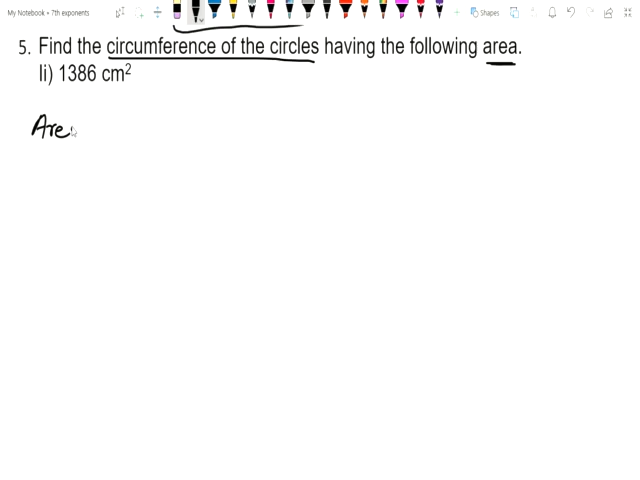 My Notebook » 7th exponents
Shapes
5. Find the circumference of the circles having the following area.
Ii) 1386 cm²
Are